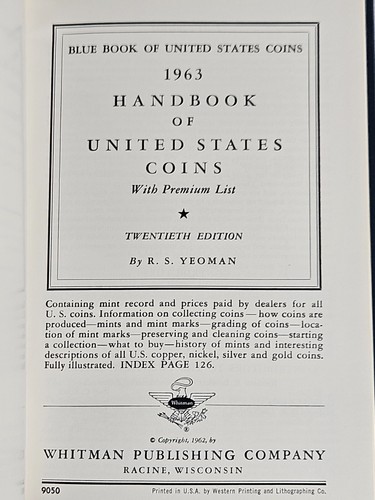 BLUE BOOK OF UNITED STATES COINS
1963
HANDBOOK
OF
UNITED STATES
COINS
With Premium List
★
TWENTIETH EDITION
By R. S. YEOMAN
Containing mint record and prices paid by dealers for all
U. S. coins. Information on collecting coins—how coins are
produced—mints and mint marks—grading of coins—loca-
tion of mint marks—preserving and cleaning coins—starting
a collection—what to buy—history of mints and interesting
descriptions of all U.S. copper, nickel, silver and gold coins.
Fully illustrated. INDEX PAGE 126.
Whitman
®
© Copyright, 1962, by
WHITMAN PUBLISHING COMPANY
RACINE, WISCONSIN
9050 Printed in U.S.A. by Western Printing and Lithographing Co.